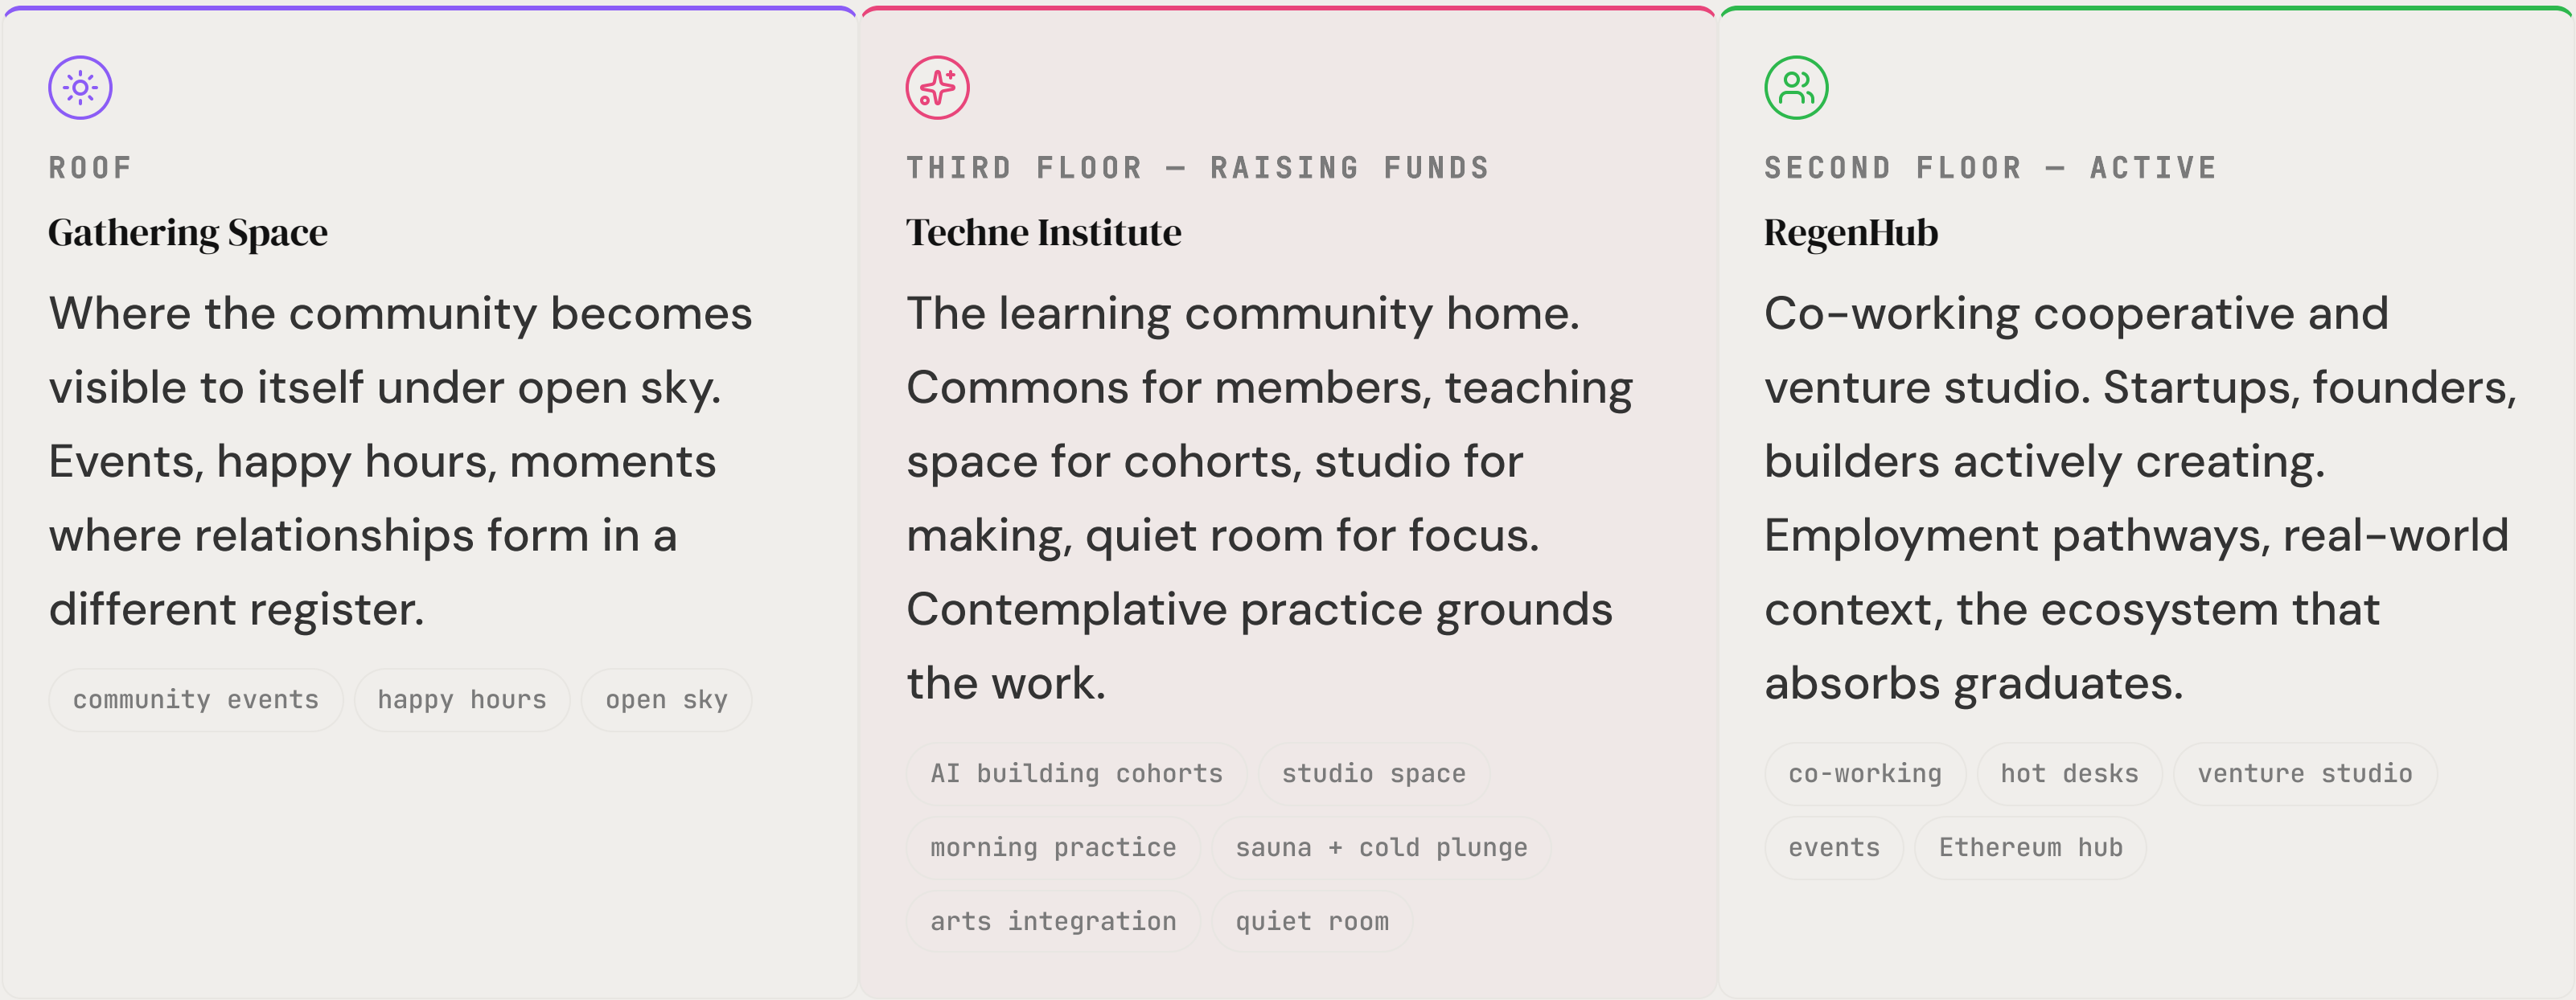 ROOF
Gathering Space
Where the community becomes
visible to itself under open sky.
Events, happy hours, moments
where relationships form in a
different register.
community events
happy hours
open sky
THIRD FLOOR — RAISING FUNDS
Techne Institute
The learning community home.
Commons for members, teaching
space for cohorts, studio for
making, quiet room for focus.
Contemplative practice grounds
the work.
AI building cohorts
studio space
morning practice
sauna + cold plunge
arts integration
quiet room
SECOND FLOOR — ACTIVE
RegenHub
Co-working cooperative and
venture studio. Startups, founders,
builders actively creating.
Employment pathways, real-world
context, the ecosystem that
absorbs graduates.
co-working
hot desks
venture studio
events
Ethereum hub